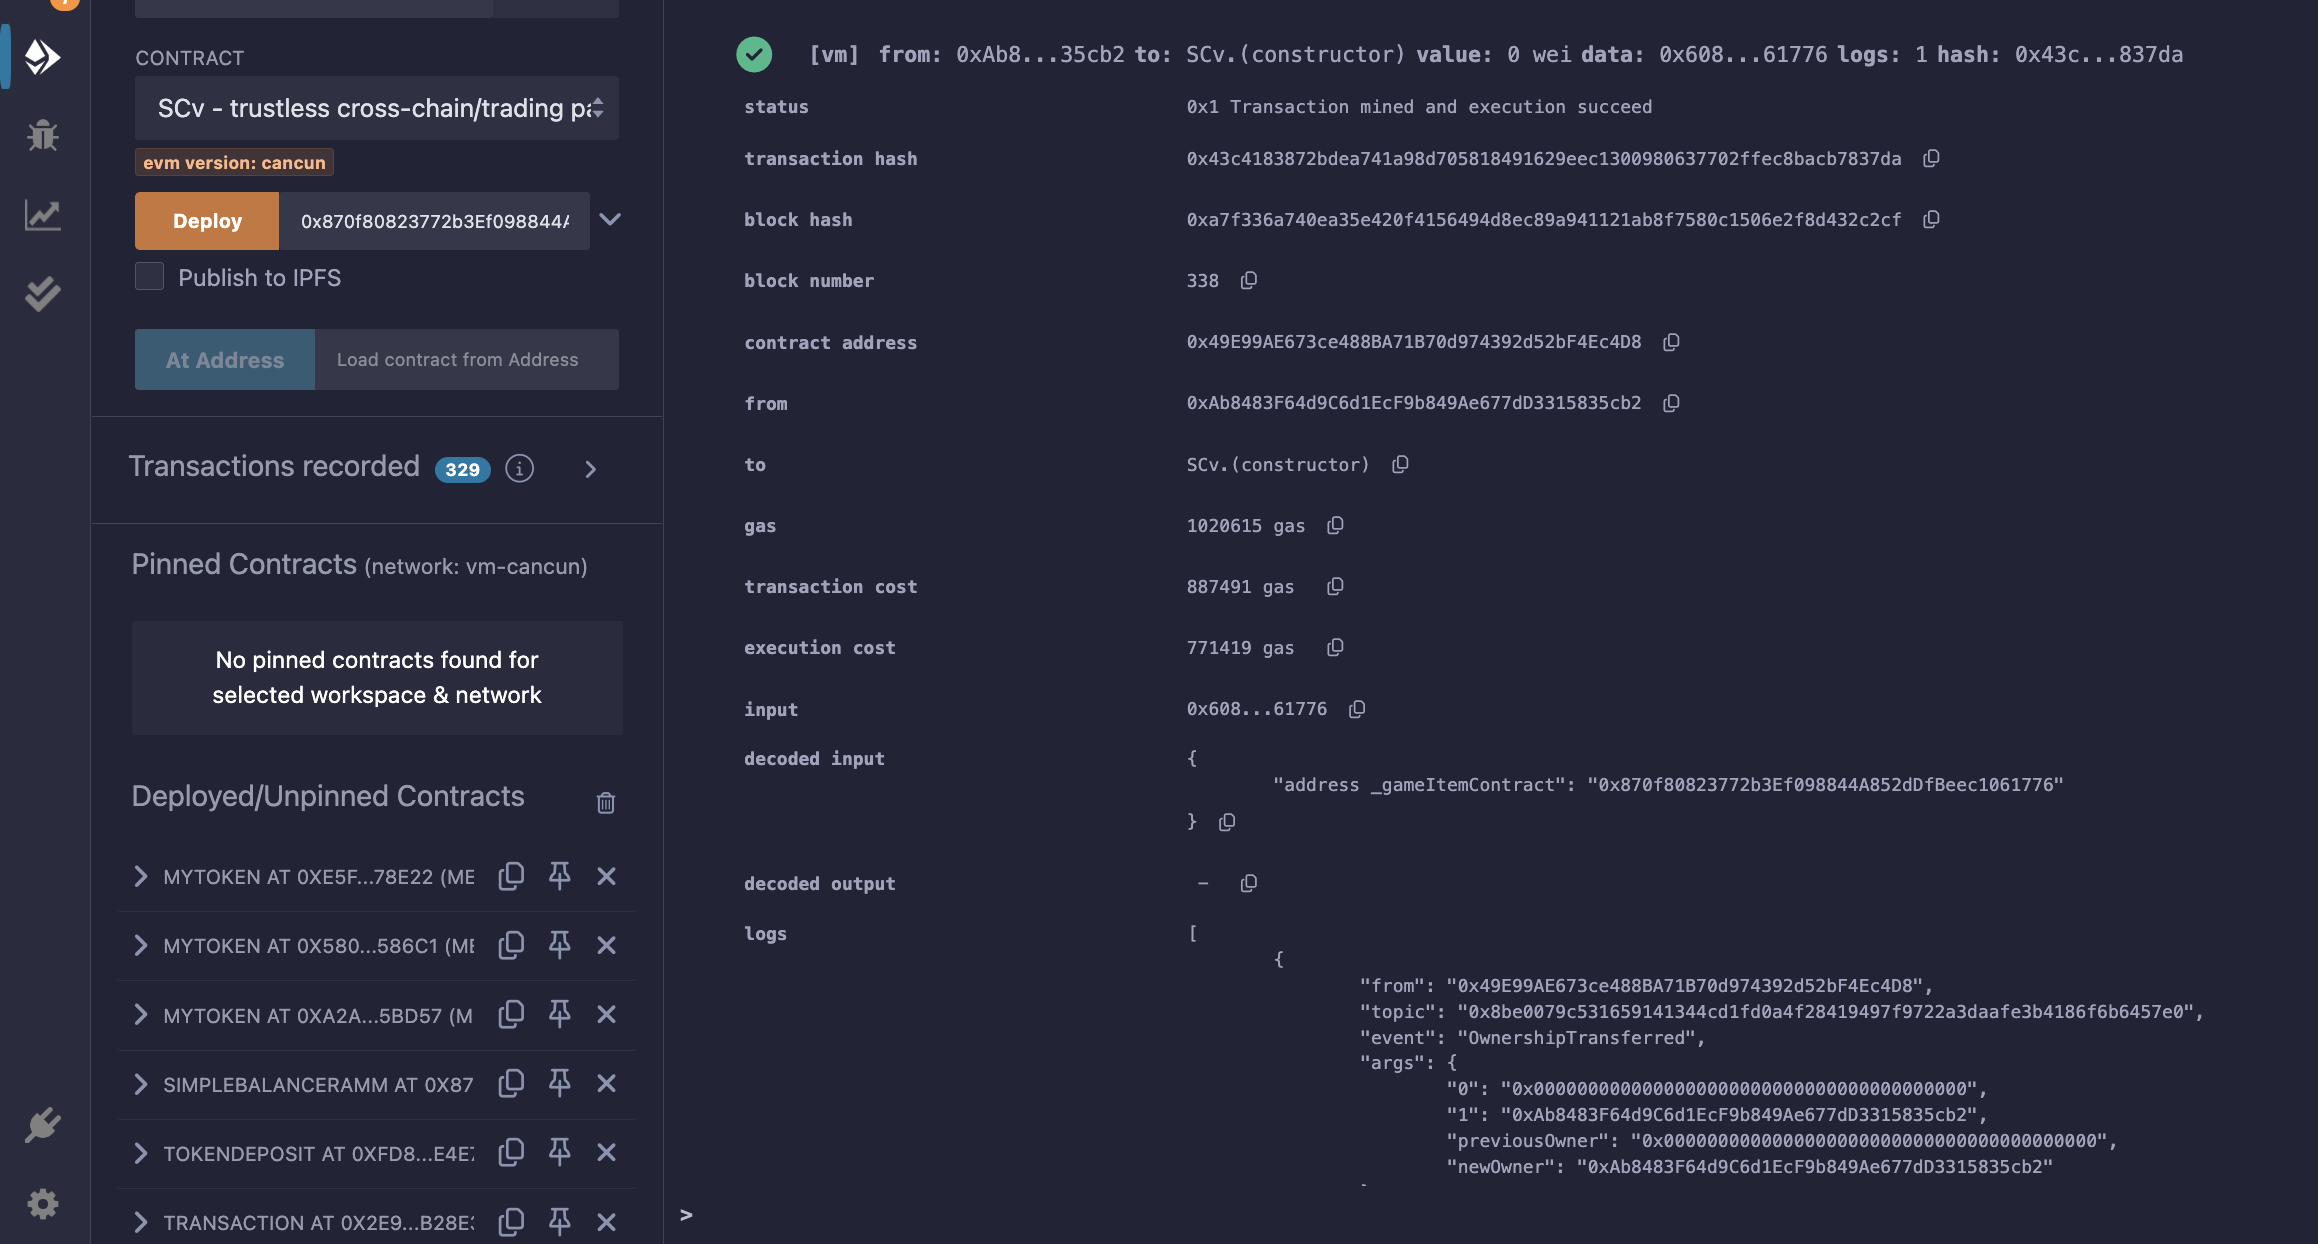 CONTRACT
SCv - trustless cross-chain/trading pa
evm version: cancun
Deploy
0x870f80823772b3Ef098844A
Publish to IPFS
At Address
Load contract from Address
Transactions recorded 329
Pinned Contracts (network: vm-cancun)
No pinned contracts found for
selected workspace & network
Deployed/Unpinned Contracts
MYTOKEN AT 0XE5F...78E22 (ME
MYTOKEN AT 0X580...586C1 (ME
MYTOKEN AT 0XA2A...5BD57 (M
SIMPLEBALANCERAMM AT 0X87
TOKENDEPOSIT AT 0XFD8...E4E7
TRANSACTION AT 0X2E9...B28E3
[vm] from: 0xAb8...35cb2 to: SCv.(constructor) value: 0 wei data: 0x608...61776 logs: 1 hash: 0x43c...837da
status 0x1 Transaction mined and execution succeed
transaction hash 0x43c4183872bdea741a98d705818491629eec1300980637702ffec8bacb7837da
block hash 0xa7f336a740ea35e420f4156494d8ec89a941121ab8f7580c1506e2f8d432c2cf
block number 338
contract address 0x49E99AE673ce488BA71B70d974392d52bF4Ec4D8
from 0xAb8483F64d9C6d1EcF9b849Ae677dD3315835cb2
to SCv.(constructor)
gas 1020615 gas
transaction cost 887491 gas
execution cost 771419 gas
input 0x608...61776
decoded input {
"address _gameItemContract": "0x870f80823772b3Ef098844A852dDfBeec1061776"
}
decoded output -
logs [
{
"from": "0x49E99AE673ce488BA71B70d974392d52bF4Ec4D8",
"topic": "0x8be0079c531659141344cd1fd0a4f28419497f9722a3daafe3b4186f6b6457e0",
"event": "OwnershipTransferred",
"args": {
"0": "0x0000000000000000000000000000000000000000",
"1": "0xAb8483F64d9C6d1EcF9b849Ae677dD3315835cb2",
"previousOwner": "0x0000000000000000000000000000000000000000",
"newOwner": "0xAb8483F64d9C6d1EcF9b849Ae677dD3315835cb2"
>